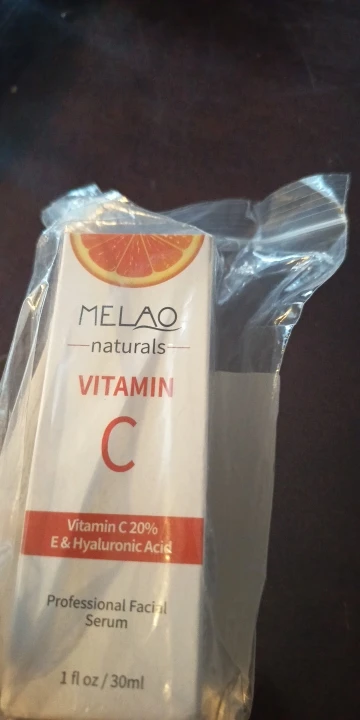 MELAO
naturals
VITAMIN
C
Vitamin C 20%
E & Hyaluronic Acid
Professional Facial
Serum
1 fl oz / 30ml